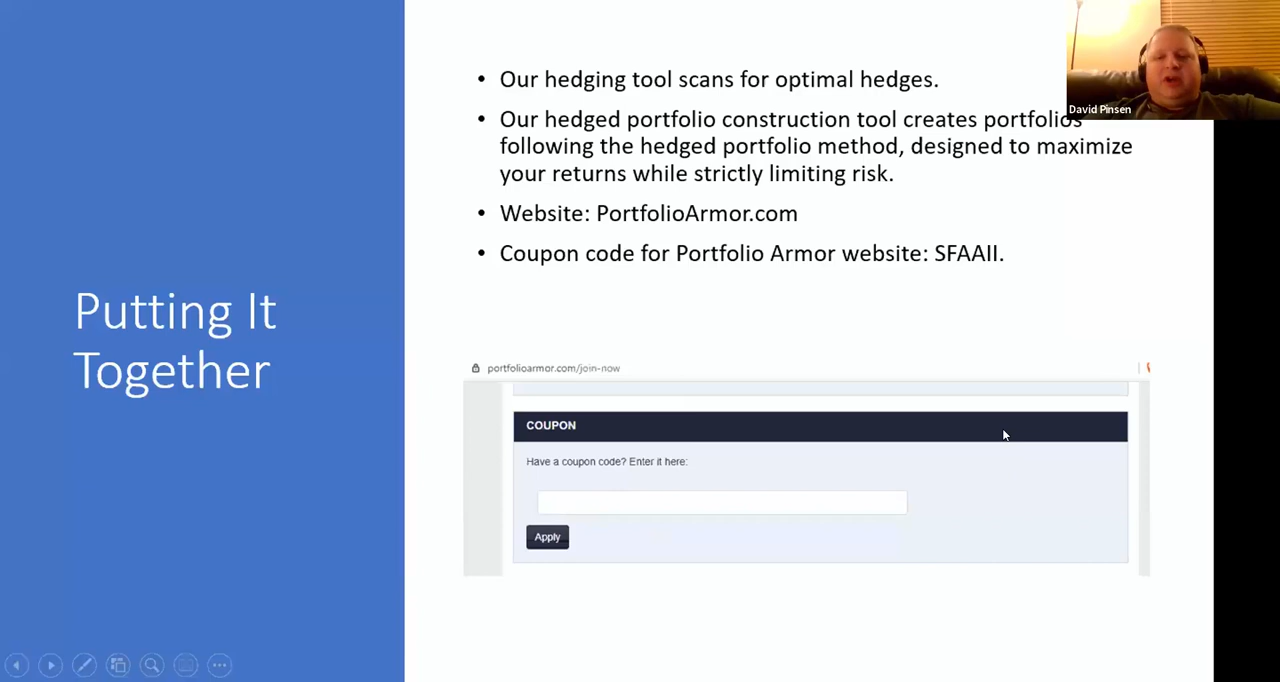 David Pinsen
• Our hedging tool scans for optimal hedges.
• Our hedged portfolio construction tool creates portfolios
following the hedged portfolio method, designed to maximize
your returns while strictly limiting risk.
• Website: PortfolioArmor.com
• Coupon code for Portfolio Armor website: SFAAII.
Putting It
Together
portfolioarmor.com/join-now
COUPON
Have a coupon code? Enter it here:
Apply